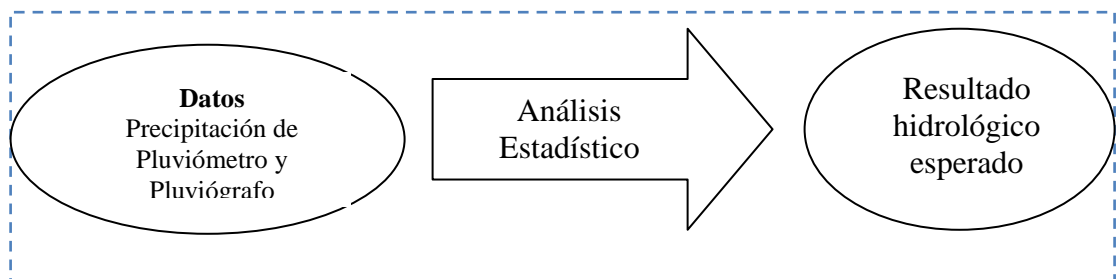 Datos
Precipitación de
Pluviómetro y
Pluviógrafo
Análisis
Estadístico
Resultado
hidrológico
esperado